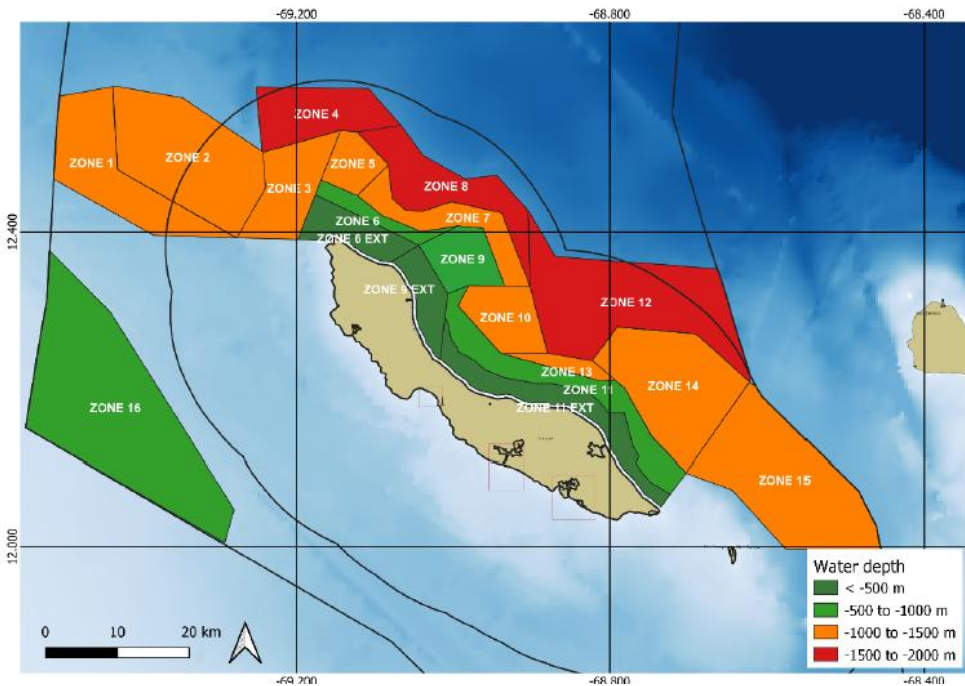 -69.200
-68.800
-68.400
ZONE 4
ZONE 1
ZONE 2
ZONE 5
ZONE 3
ZONE 8
ZONE 6
ZONE 7
12.400
ZONE 6 EXT
ZONE 9
ZONE 9 EXT
ZONE 12
ZONE 10
ZONE 13
ZONE 14
ZONE 11
ZONE 16
ZONE 11 EXT
ZONE 15
12.000
Water depth
< -500 m
-500 to -1000 m
-1000 to -1500 m
-1500 to -2000 m
0 10 20 km
-69.200
-68.800
-68.400